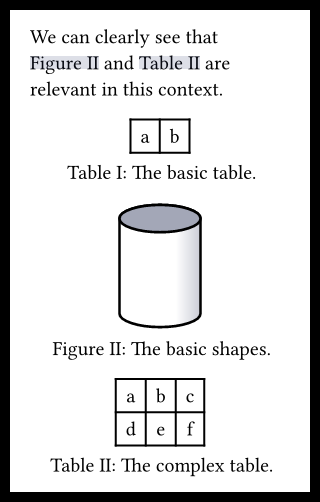 We can clearly see that
Figure II and Table II are
relevant in this context.
a b
Table I: The basic table.
Figure II: The basic shapes.
a b c
d e f
Table II: The complex table.